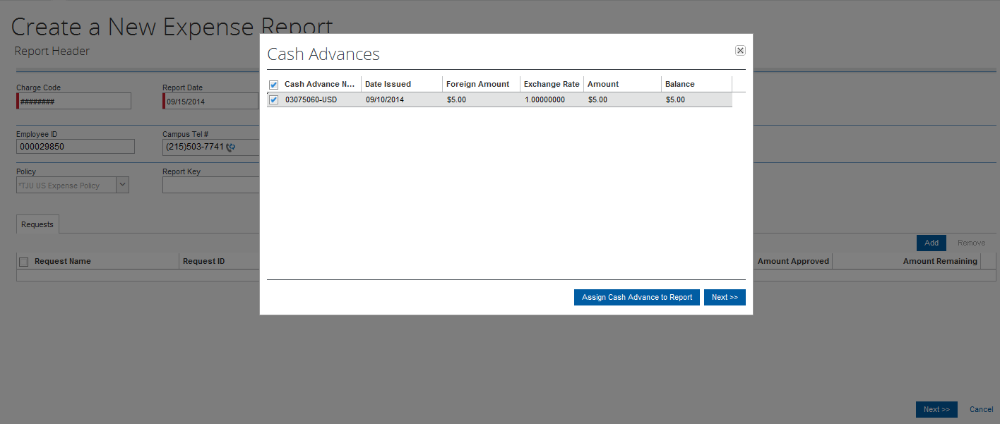 Create a New Expense Report
Report Header
Charge Code
########
Report Date
09/15/2014
Employee ID
000029850
Campus Tel #
(215)503-7741
Policy
*TJU US Expense Policy
Report Key
Requests
Add
Remove
Request Name
Request ID
Amount Approved
Amount Remaining
Cash Advances
Cash Advance N...
Date Issued
Foreign Amount
Exchange Rate
Amount
Balance
03075060-USD
09/10/2014
$5.00
1.00000000
$5.00
$5.00
Assign Cash Advance to Report
Next >>
Next >>
Cancel